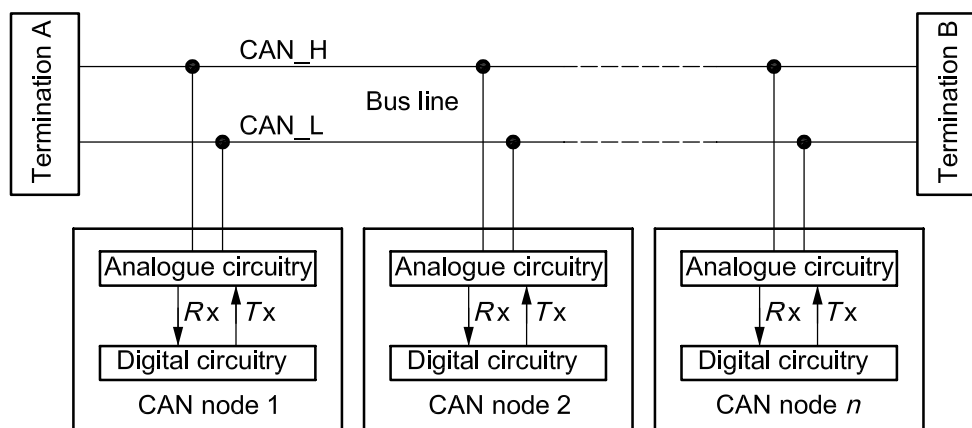 Termination A
CAN_H
Bus line
CAN_L
Termination B
Analogue circuitry
Rx
Tx
Digital circuitry
CAN node 1
Analogue circuitry
Rx
Tx
Digital circuitry
CAN node 2
Analogue circuitry
Rx
Tx
Digital circuitry
CAN node n